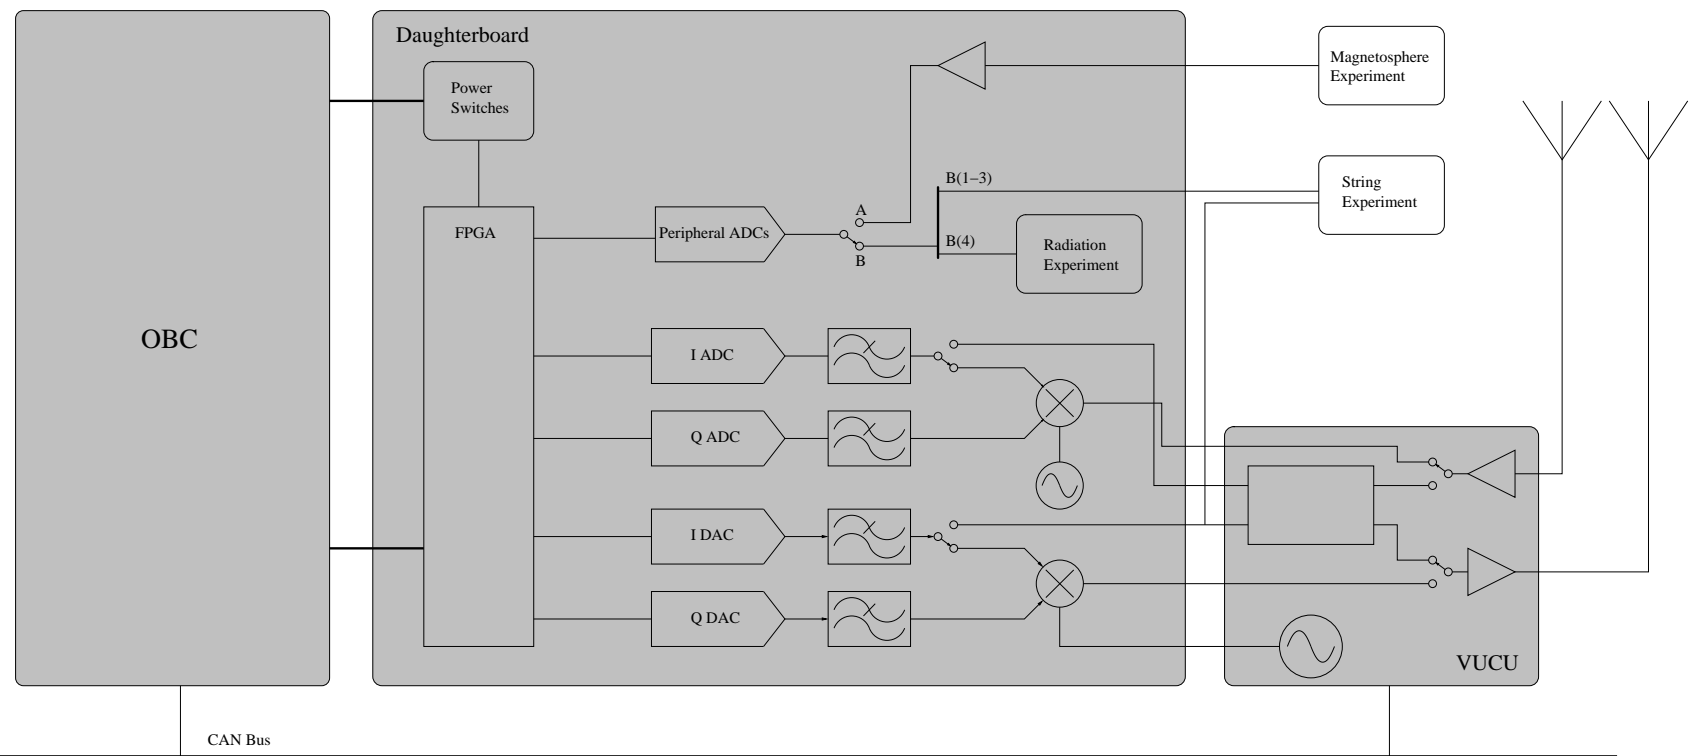 Daughterboard
Power
Switches
Magnetosphere
Experiment
String
Experiment
B(1−3)
A
FPGA
Peripheral ADCs
B(4)
B
Radiation
Experiment
OBC
I ADC
Q ADC
I DAC
Q DAC
VUCU
CAN Bus